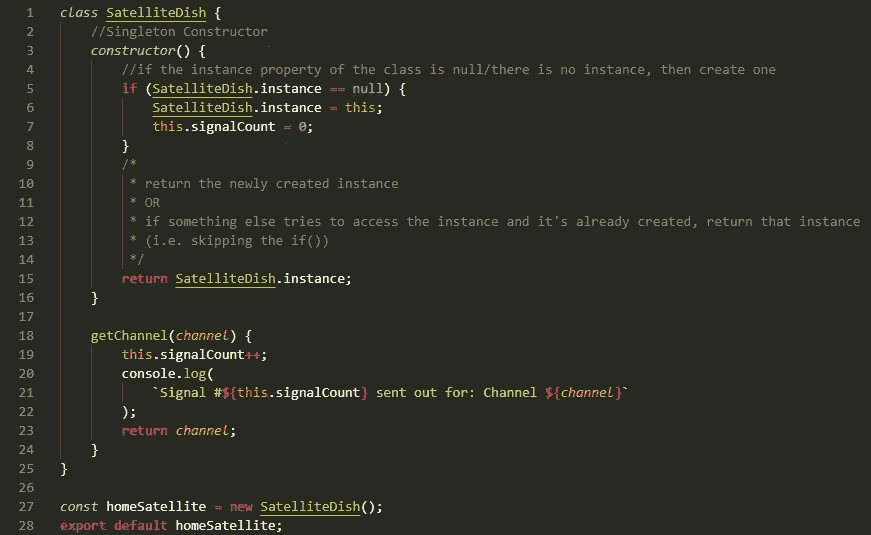 1 class SatelliteDish {
2 //Singleton Constructor
3 constructor() {
4 //if the instance property of the class is null/there is no instance, then create one
5 if (SatelliteDish.instance == null) {
6 SatelliteDish.instance = this;
7 this.signalCount = 0;
8 }
9 /*
10 * return the newly created instance
11 * OR
12 * if something else tries to access the instance and it's already created, return that instance
13 * (i.e. skipping the if())
14 */
15 return SatelliteDish.instance;
16 }
17
18 getChannel(channel) {
19 this.signalCount++;
20 console.log(
21 `Signal #${this.signalCount} sent out for: Channel ${channel}`
22 );
23 return channel;
24 }
25 }
26
27 const homeSatellite = new SatelliteDish();
28 export default homeSatellite;